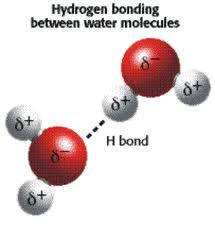 Hydrogen bonding
between water molecules
δ−
δ+
δ+
δ+
H bond
δ−
δ+